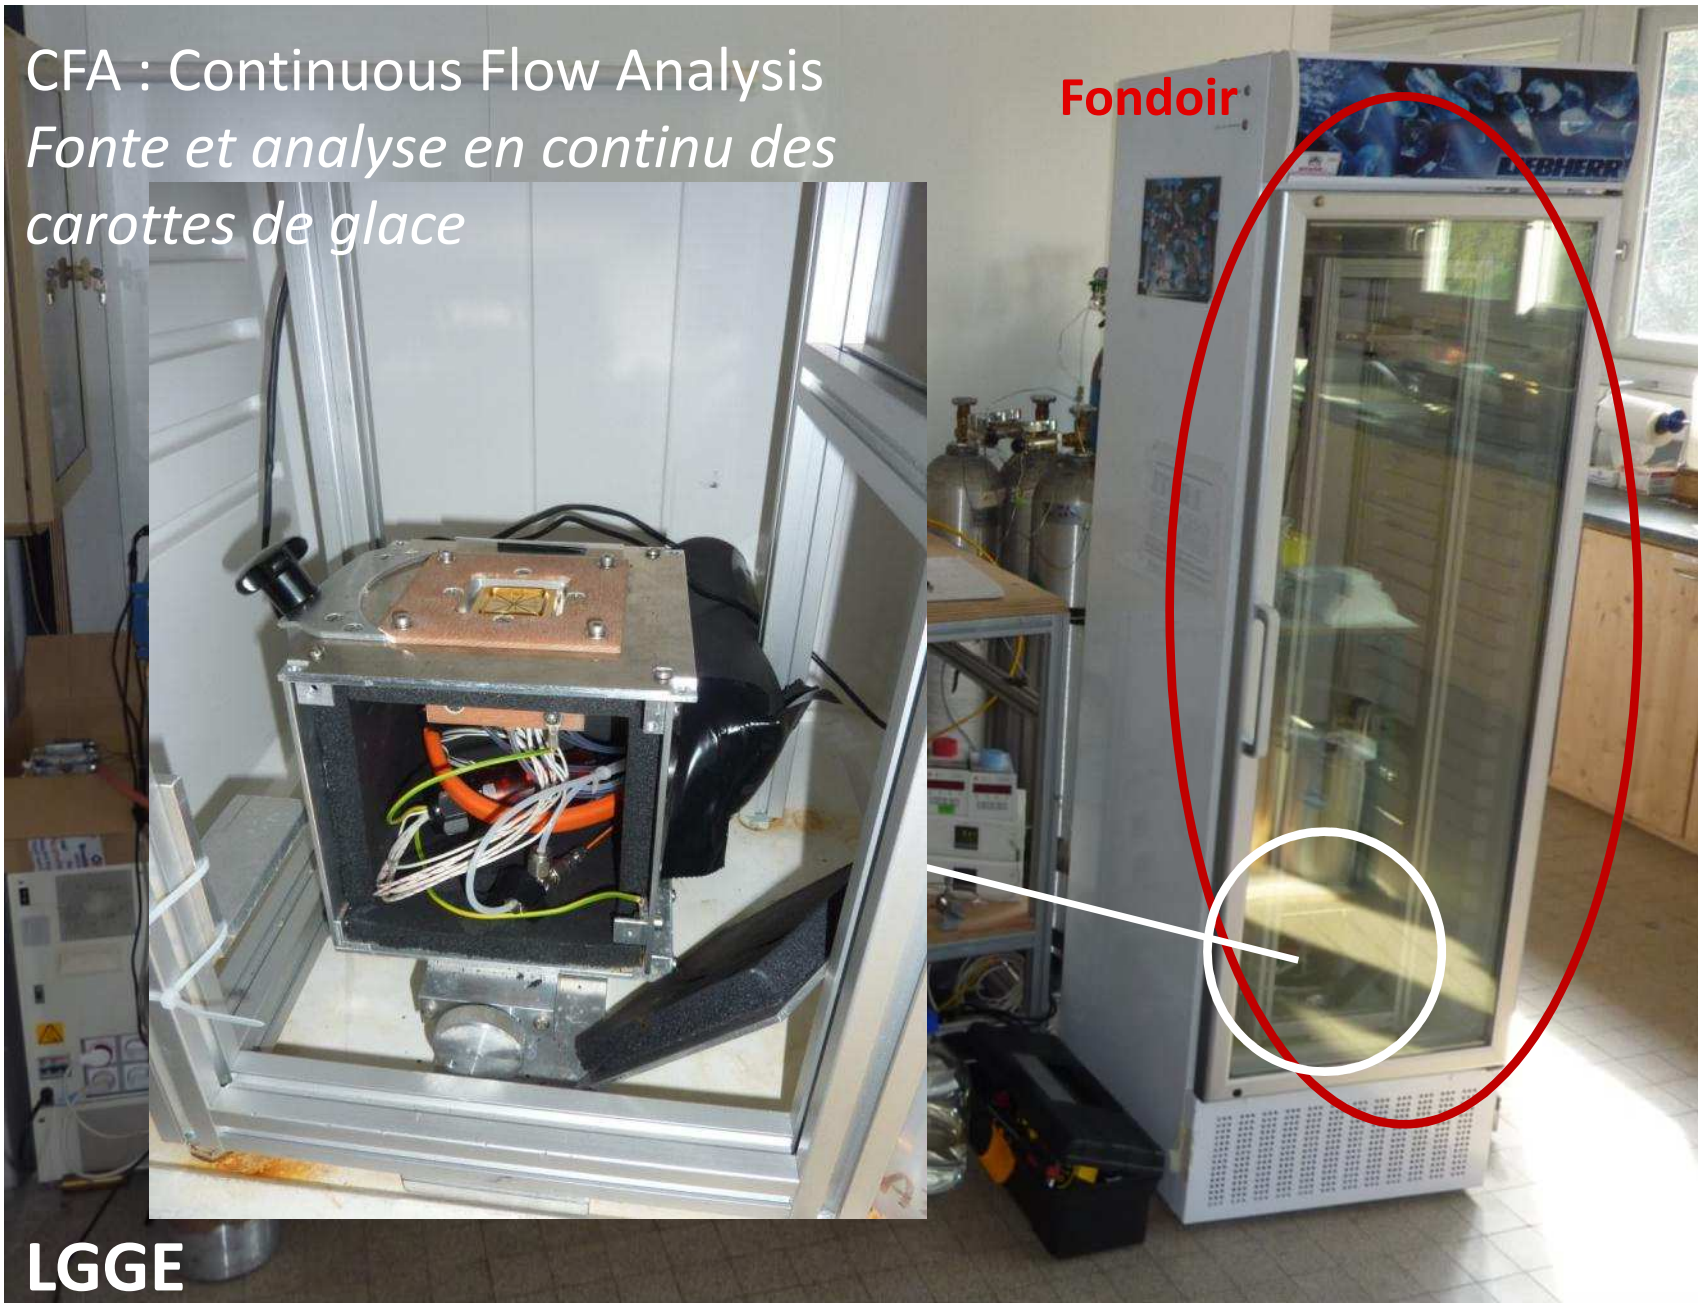 CFA : Continuous Flow Analysis
Fonte et analyse en continu des
carottes de glace
Fondoir
LIEBHERR
LGGE